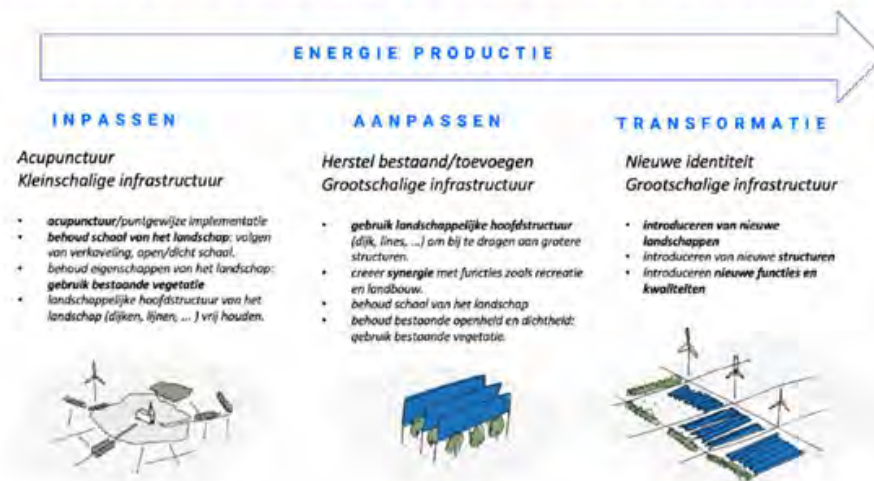 ENERGIE PRODUCTIE
INPASSEN
Acupunctuur
Kleinschalige infrastructuur
• acupunctuur/puntgewijze implementatie
• behoud schaal van het landschap: volgen
van verkaveling, open/dicht schaal.
• behoud eigenschappen van het landschap:
gebruik bestaande vegetatie
• landschappelijke hoofdstructuur van het
landschap (dijken, lijnen, ... ) vrij houden.
AANPASSEN
Herstel bestaand/toevoegen
Grootschalige infrastructuur
• gebruik landschappelijke hoofdstructuur
(dijk, lines, ...) om bij te dragen aan grotere
structuren.
• creeer synergie met functies zoals recreatie
en landbouw.
• behoud schaal van het landschap
• behoud bestaande openheid en dichtheid:
gebruik bestaande vegetatie.
TRANSFORMATIE
Nieuwe identiteit
Grootschalige infrastructuur
• introduceren van nieuwe
landschappen
• introduceren van nieuwe structuren
• introduceren nieuwe functies en
kwaliteiten